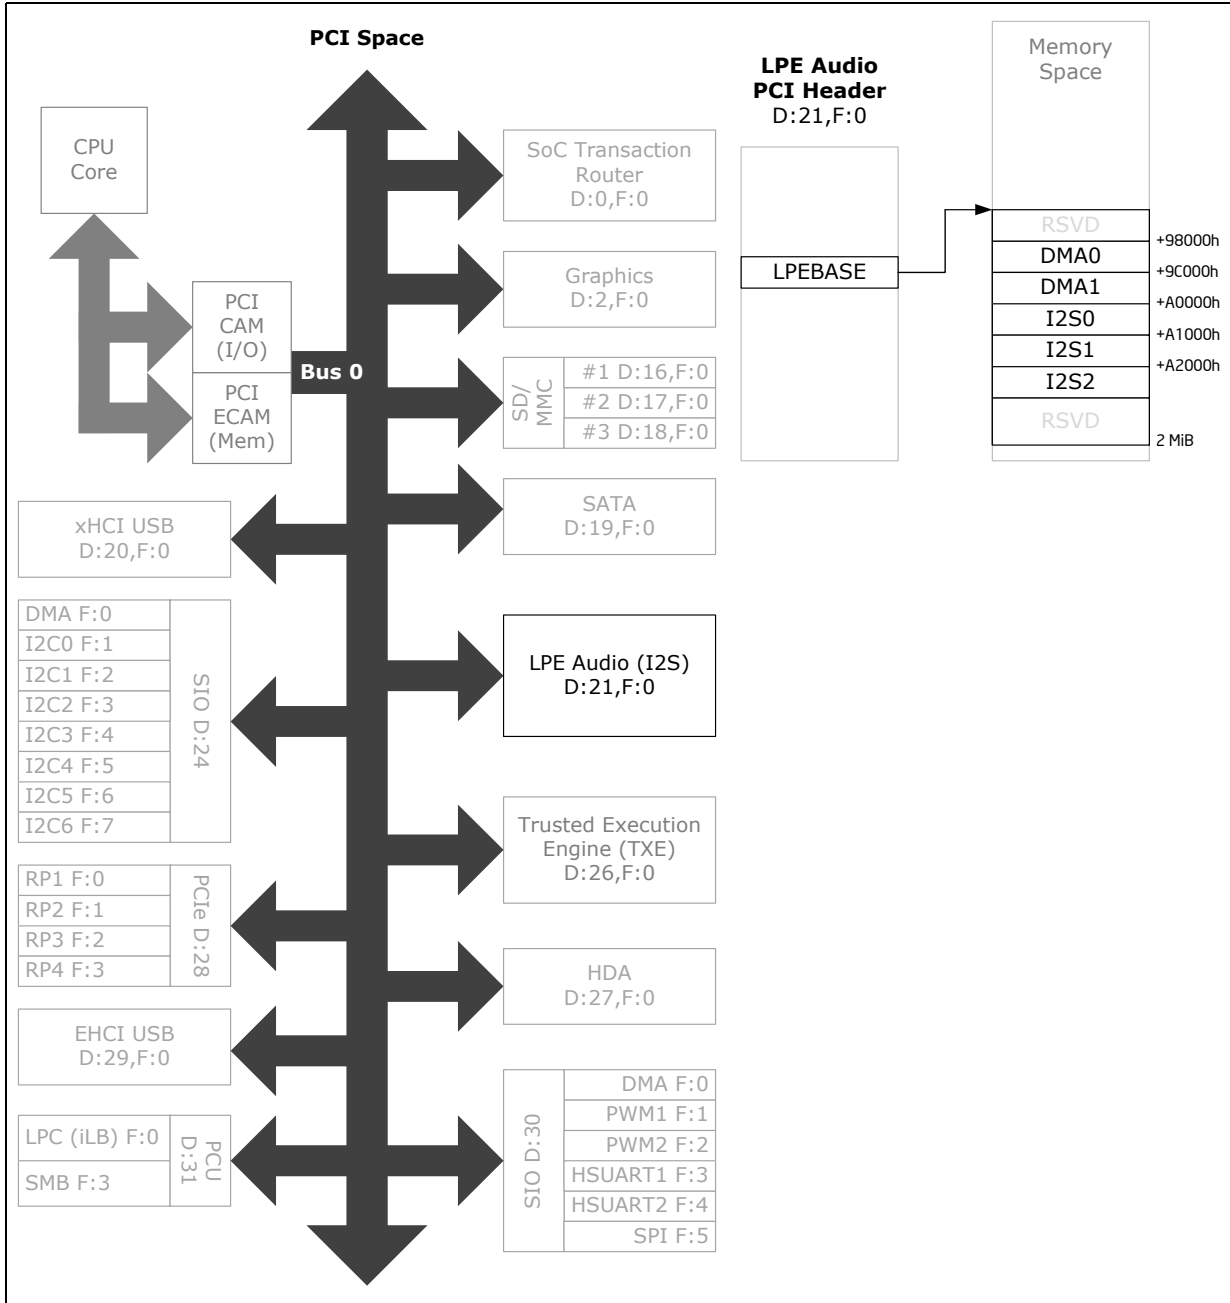 PCI Space
CPU
Core
PCI
CAM
(I/O)
PCI
ECAM
(Mem)
Bus 0
SoC Transaction
Router
D:0,F:0
Graphics
D:2,F:0
SD/
MMC
#1 D:16,F:0
#2 D:17,F:0
#3 D:18,F:0
SATA
D:19,F:0
xHCI USB
D:20,F:0
DMA F:0
I2C0 F:1
I2C1 F:2
I2C2 F:3
I2C3 F:4
I2C4 F:5
I2C5 F:6
I2C6 F:7
SIO D:24
LPE Audio (I2S)
D:21,F:0
Trusted Execution
Engine (TXE)
D:26,F:0
RP1 F:0
RP2 F:1
RP3 F:2
RP4 F:3
PCIe D:28
HDA
D:27,F:0
EHCI USB
D:29,F:0
LPC (iLB) F:0
SMB F:3
PCU
D:31
SIO D:30
DMA F:0
PWM1 F:1
PWM2 F:2
HSUART1 F:3
HSUART2 F:4
SPI F:5
LPE Audio
PCI Header
D:21,F:0
LPEBASE
Memory
Space
RSVD
+98000h
DMA0
+9C000h
DMA1
+A0000h
I2S0
+A1000h
I2S1
+A2000h
I2S2
RSVD
2 MiB